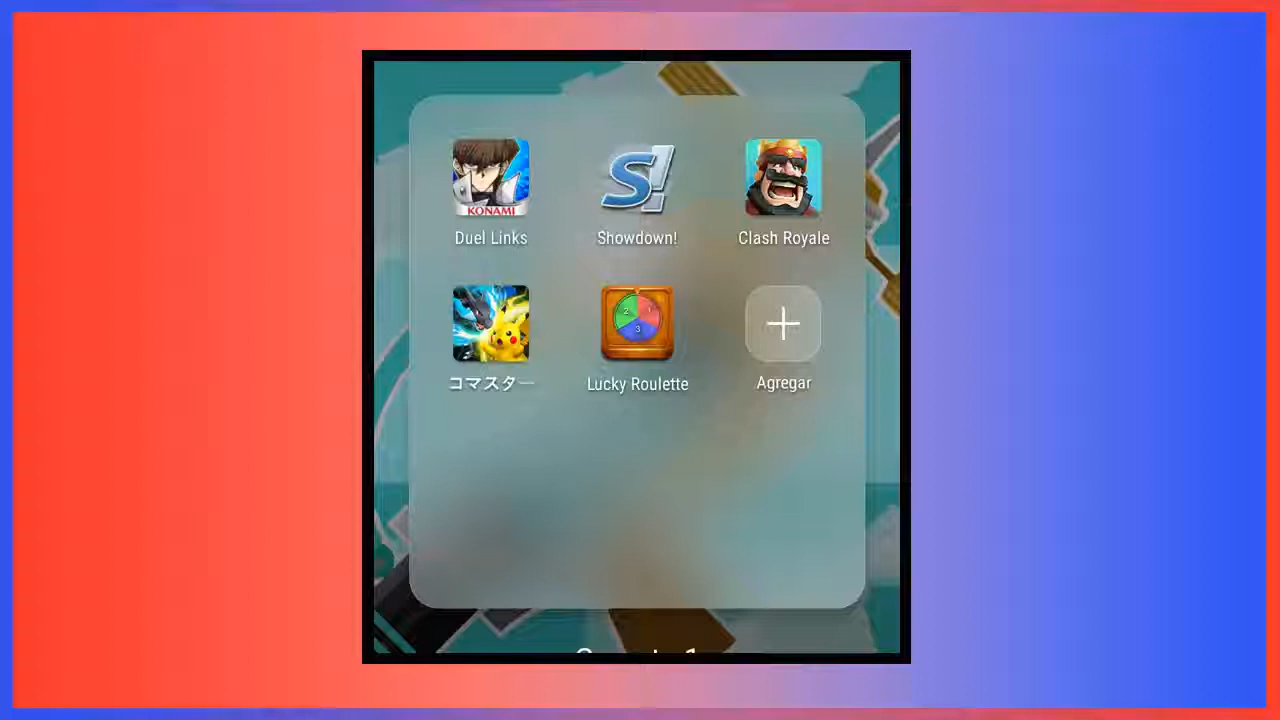 KONAMI
Duel Links
S!
Showdown!
Clash Royale
2
1
3
コマスター
Lucky Roulette
Agregar